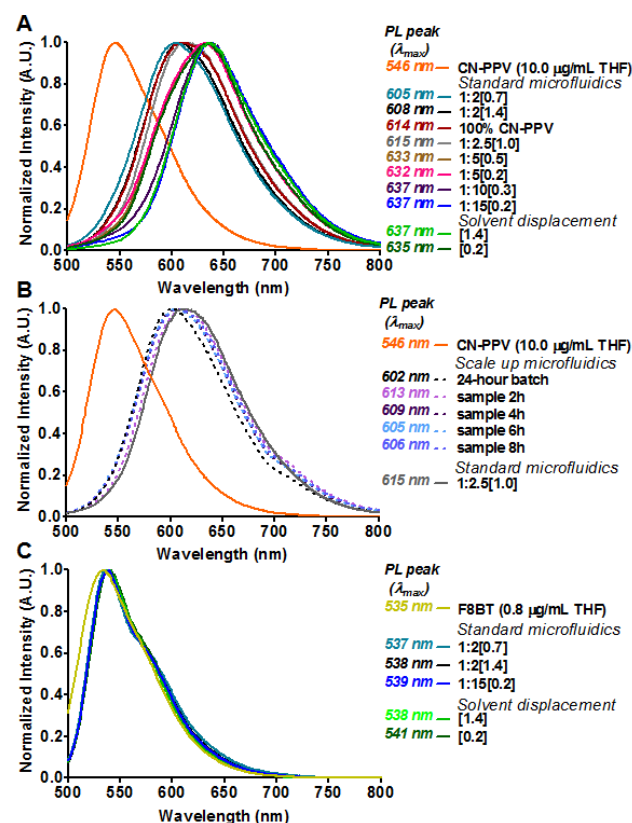 A
PL peak
(λmax)
546 nm CN-PPV (10.0 µg/mL THF)
Standard microfluidics
605 nm 1:2[0.7]
608 nm 1:2[1.4]
614 nm 100% CN-PPV
615 nm 1:2.5[1.0]
633 nm 1:5[0.5]
632 nm 1:5[0.2]
637 nm 1:10[0.3]
637 nm 1:15[0.2]
Solvent displacement
637 nm [1.4]
635 nm [0.2]
Normalized Intensity (A.U.)
1.0
0.8
0.6
0.4
0.2
0.0
500 550 600 650 700 750 800
Wavelength (nm)
B
PL peak
(λmax)
546 nm CN-PPV (10.0 µg/mL THF)
Scale up microfluidics
602 nm 24-hour batch
613 nm sample 2h
609 nm sample 4h
605 nm sample 6h
606 nm sample 8h
Standard microfluidics
615 nm 1:2.5[1.0]
Normalized Intensity (A.U.)
1.0
0.8
0.6
0.4
0.2
0.0
500 550 600 650 700 750 800
Wavelength (nm)
C
PL peak
(λmax)
535 nm F8BT (0.8 µg/mL THF)
Standard microfluidics
537 nm 1:2[0.7]
538 nm 1:2[1.4]
539 nm 1:15[0.2]
Solvent displacement
538 nm [1.4]
541 nm [0.2]
Normalized Intensity (A.U.)
1.0
0.8
0.6
0.4
0.2
0.0
500 550 600 650 700 750 800
Wavelength (nm)